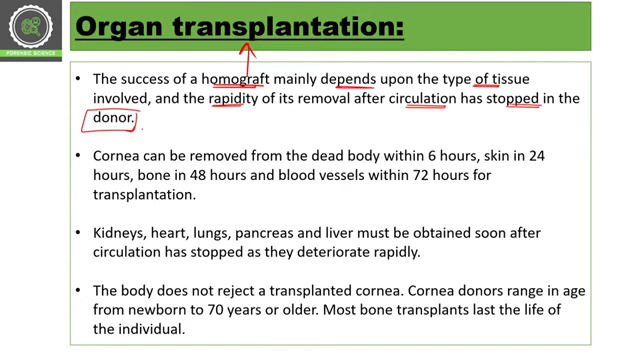 Organ transplantation:
FORENSIC SCIENCE
• The success of a homograft mainly depends upon the type of tissue
involved, and the rapidity of its removal after circulation has stopped in the
donor.
• Cornea can be removed from the dead body within 6 hours, skin in 24
hours, bone in 48 hours and blood vessels within 72 hours for
transplantation.
• Kidneys, heart, lungs, pancreas and liver must be obtained soon after
circulation has stopped as they deteriorate rapidly.
• The body does not reject a transplanted cornea. Cornea donors range in age
from newborn to 70 years or older. Most bone transplants last the life of
the individual.